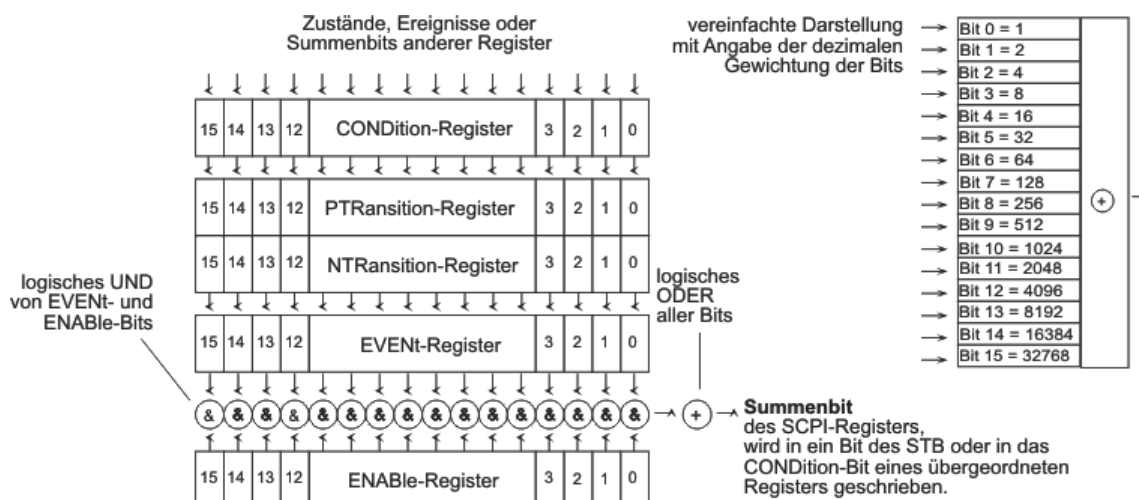 Zustände, Ereignisse oder
Summenbits anderer Register
15 14 13 12 CONDition-Register 3 2 1 0
15 14 13 12 PTRansition-Register 3 2 1 0
15 14 13 12 NTRansition-Register 3 2 1 0
logisches UND
von EVENt- und
ENABle-Bits
logisches
ODER
aller Bits
15 14 13 12 EVENt-Register 3 2 1 0
& & & & & & & & & & & & & & & & +
15 14 13 12 ENABle-Register 3 2 1 0
Summenbit
des SCPI-Registers,
wird in ein Bit des STB oder in das
CONDition-Bit eines übergeordneten
Registers geschrieben.
vereinfachte Darstellung
mit Angabe der dezimalen
Gewichtung der Bits
Bit 0 = 1
Bit 1 = 2
Bit 2 = 4
Bit 3 = 8
Bit 4 = 16
Bit 5 = 32
Bit 6 = 64
Bit 7 = 128
Bit 8 = 256
Bit 9 = 512
Bit 10 = 1024
Bit 11 = 2048
Bit 12 = 4096
Bit 13 = 8192
Bit 14 = 16384
Bit 15 = 32768
+